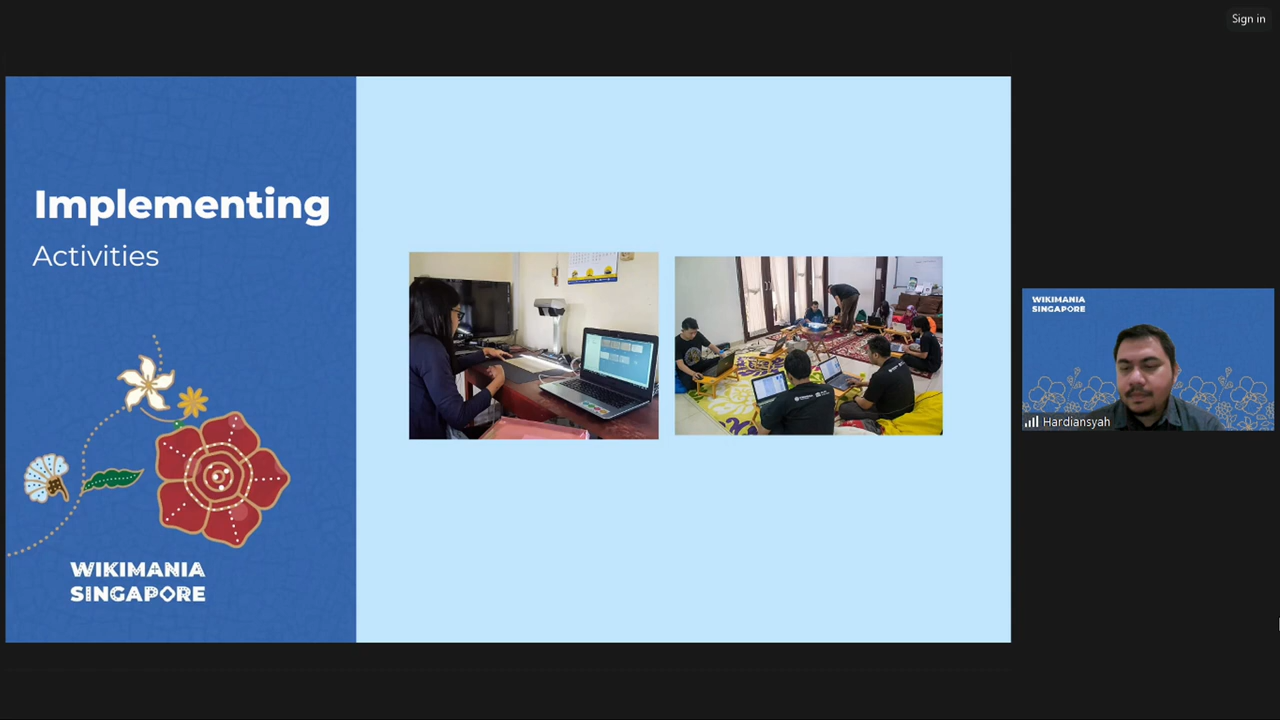 Sign in
Implementing
Activities
WIKIMANIA
SINGAPORE
WIKIMANIA
SINGAPORE
Hardiansyah